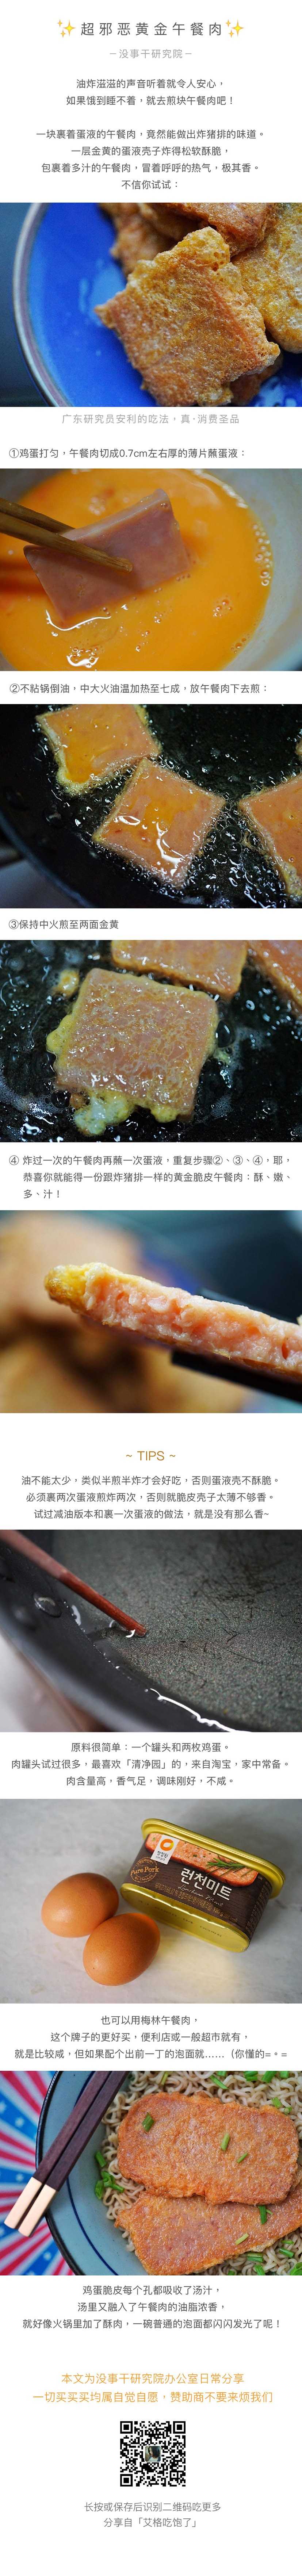 ✨超邪恶黄金午餐肉✨
－没事干研究院－
油炸滋滋的声音听着就令人安心，
如果饿到睡不着，就去煎块午餐肉吧！
一块裹着蛋液的午餐肉，竟然能做出炸猪排的味道。
一层金黄的蛋液壳子炸得松软酥脆，
包裹着多汁的午餐肉，冒着呼呼的热气，极其香。
不信你试试：
广东研究员安利的吃法，真·消费圣品
①鸡蛋打匀，午餐肉切成0.7cm左右厚的薄片蘸蛋液：
②不粘锅倒油，中大火油温加热至七成，放午餐肉下去煎：
③保持中火煎至两面金黄
④ 炸过一次的午餐肉再蘸一次蛋液，重复步骤②、③、④，耶，
恭喜你就能得一份跟炸猪排一样的黄金脆皮午餐肉：酥、嫩、
多、汁！
~ TIPS ~
油不能太少，类似半煎半炸才会好吃，否则蛋液壳不酥脆。
必须裹两次蛋液煎炸两次，否则就脆皮壳子太薄不够香。
试过减油版本和裹一次蛋液的做法，就是没有那么香~
原料很简单：一个罐头和两枚鸡蛋。
肉罐头试过很多，最喜欢「清净园」的，来自淘宝，家中常备。
肉含量高，香气足，调味刚好，不咸。
Pure Pork
런천미트
Luncheon Meat
也可以用梅林午餐肉，
这个牌子的更好买，便利店或一般超市就有，
就是比较咸，但如果配个出前一丁的泡面就……（你懂的=。=
鸡蛋脆皮每个孔都吸收了汤汁，
汤里又融入了午餐肉的油脂浓香，
就好像火锅里加了酥肉，一碗普通的泡面都闪闪发光了呢！
本文为没事干研究院办公室日常分享
一切买买买均属自觉自愿，赞助商不要来烦我们
长按或保存后识别二维码吃更多
分享自「艾格吃饱了」